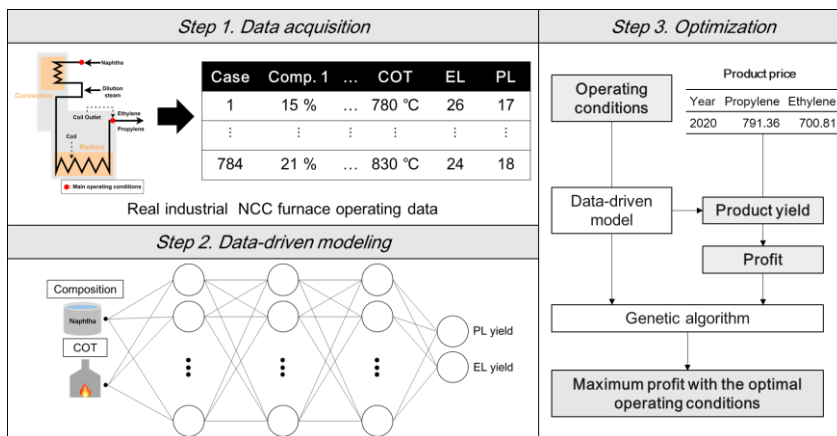 Step 1. Data acquisition
Naphtha
Convection
Dilution
steam
Ethylene
Coil Outlet
Propylene
Coil
Radiant
: Main operating conditions
Case Comp. 1 ... COT EL PL
1 15 % ... 780 ℃ 26 17
⋮ ⋮ ⋮ ⋮ ⋮
784 21 % ... 830 ℃ 24 18
Real industrial NCC furnace operating data
Step 2. Data-driven modeling
Composition
Naphtha
COT
PL yield
EL yield
Step 3. Optimization
Operating
conditions
Product price
Year Propylene Ethylene
2020 791.36 700.81
Data-driven
model
Product yield
Profit
Genetic algorithm
Maximum profit with the optimal
operating conditions